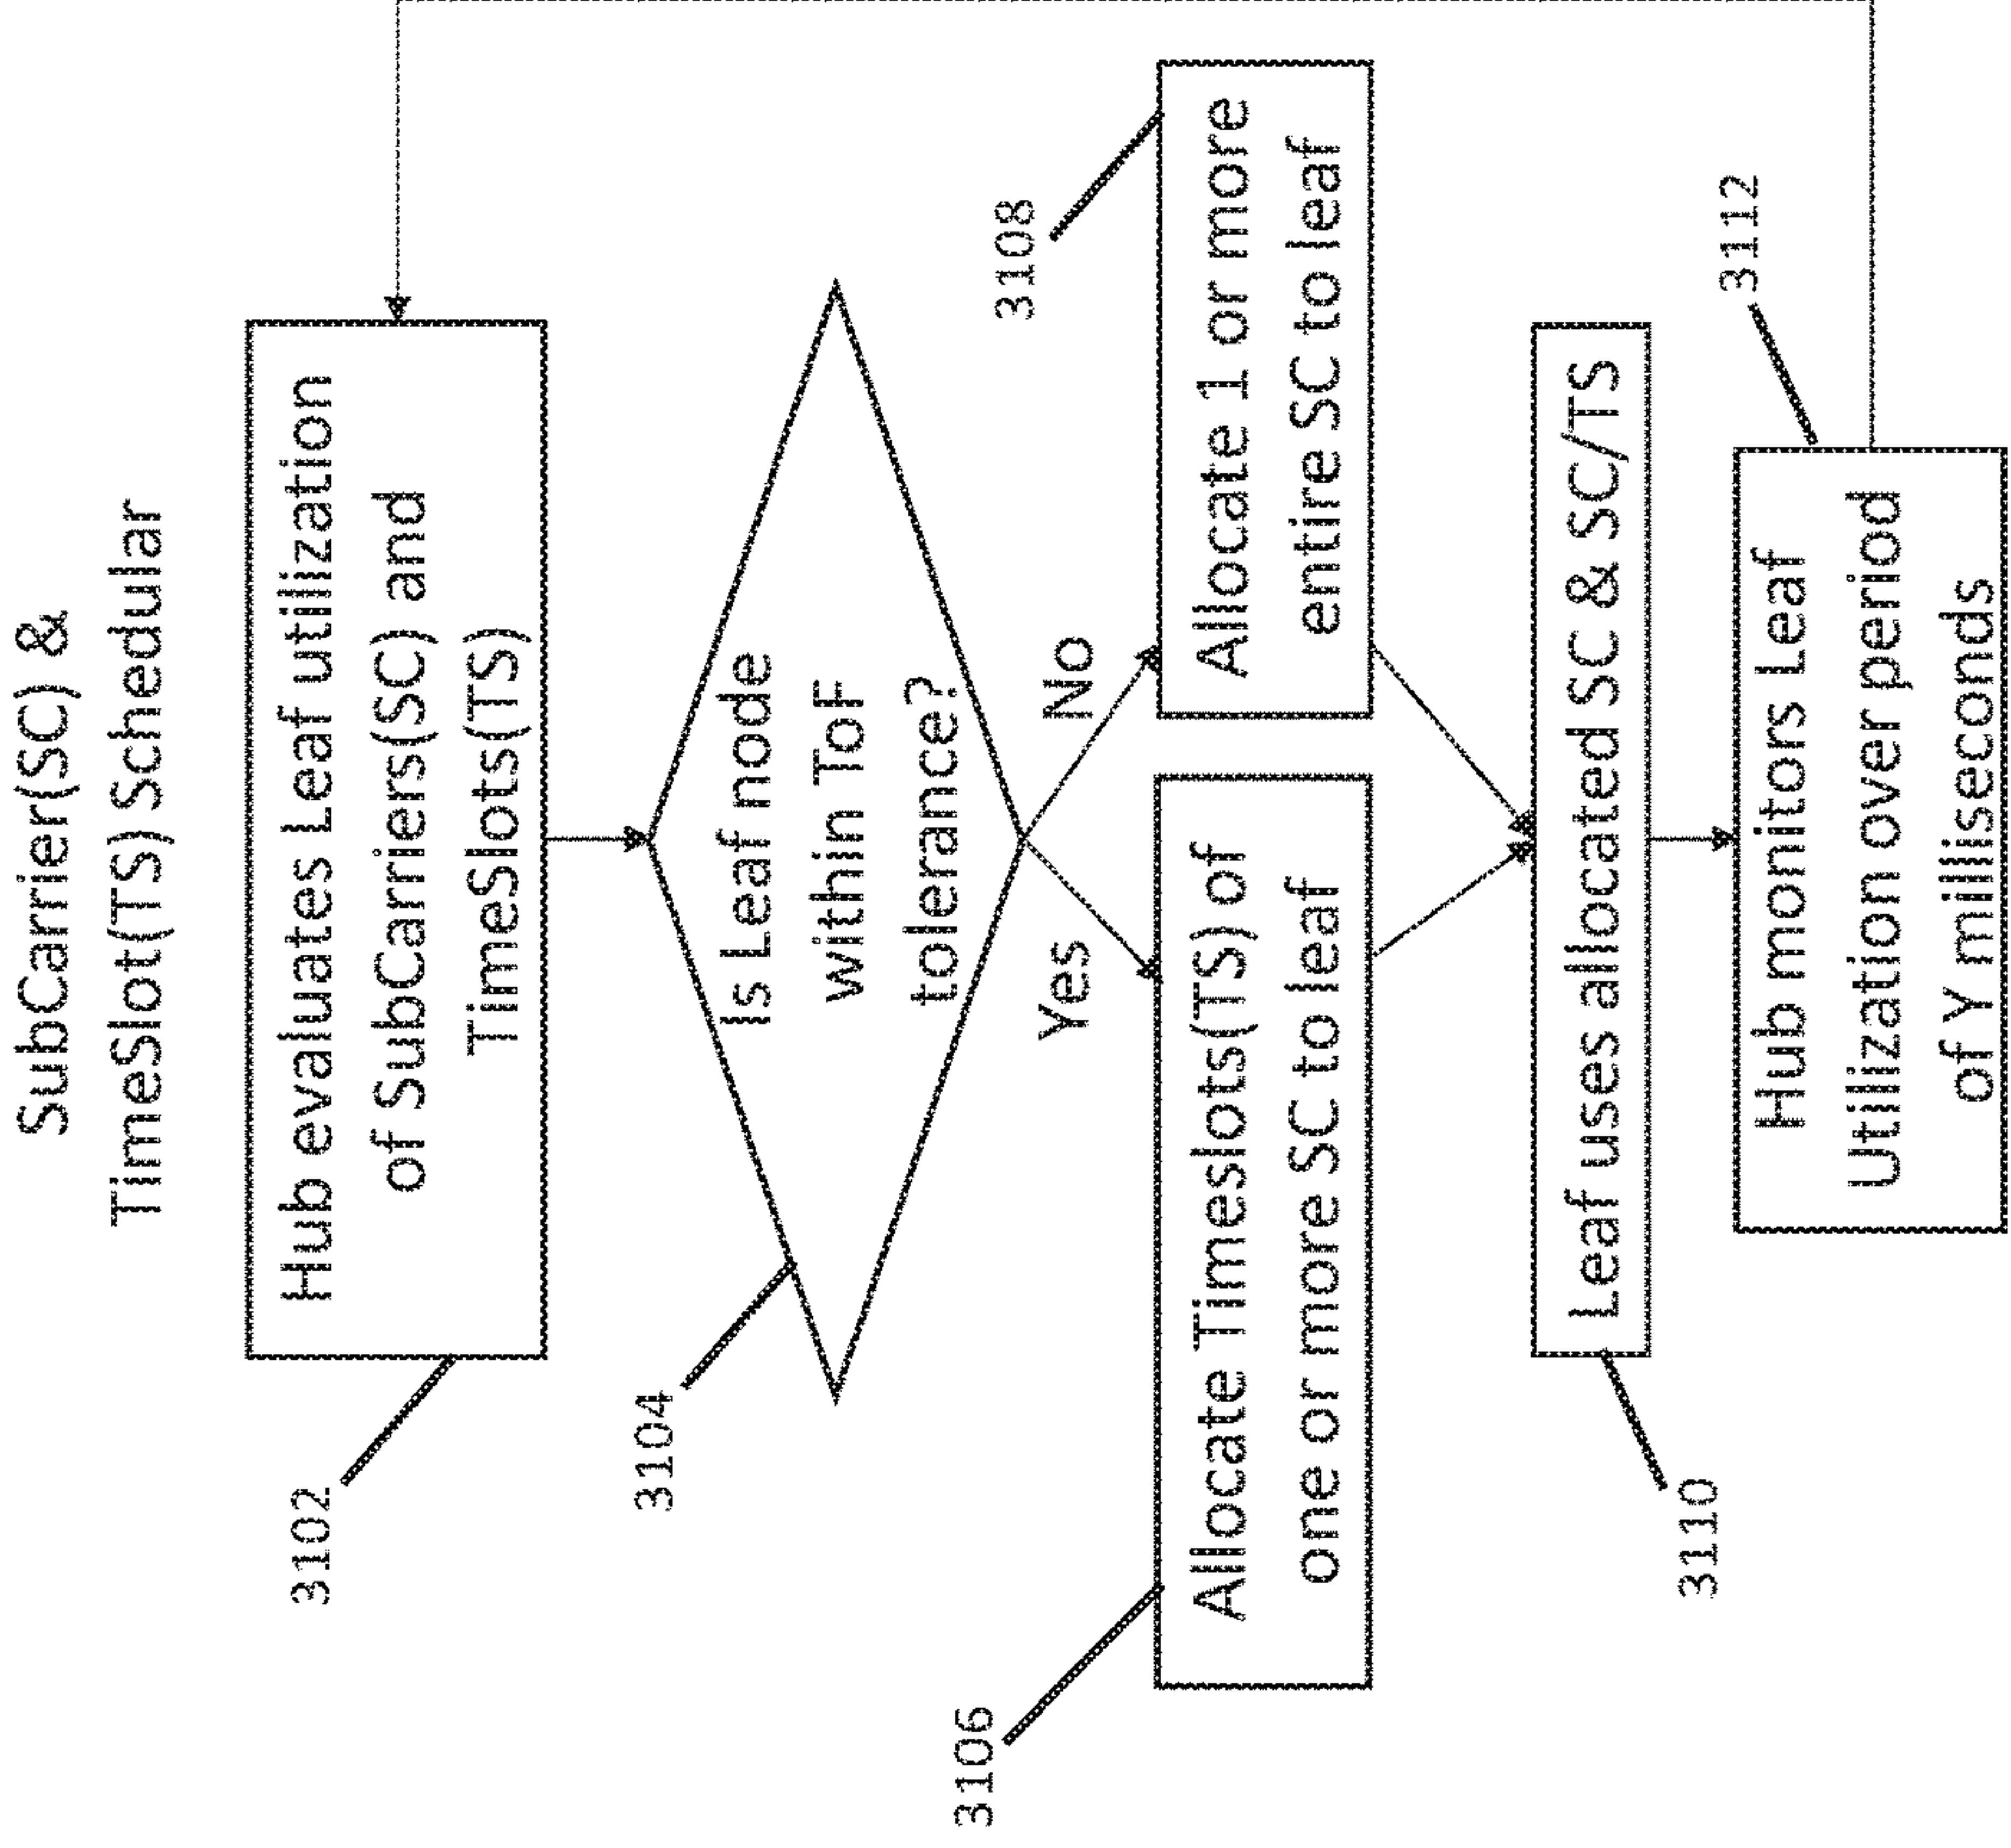 SubCarrier(SC) &
TimeSlot(TS) Schedular
3102
Hub evaluates Leaf utilization
of SubCarriers(SC) and
TimeSlots(TS)
3104
Is Leaf node
within ToF
tolerance?
Yes
No
3106
Allocate Timeslots(TS) of
one or more SC to leaf
3108
Allocate 1 or more
entire SC to leaf
Leaf uses allocated SC & SC/TS
3110
3112
Hub monitors Leaf
Utilization over period
of Y milliseconds